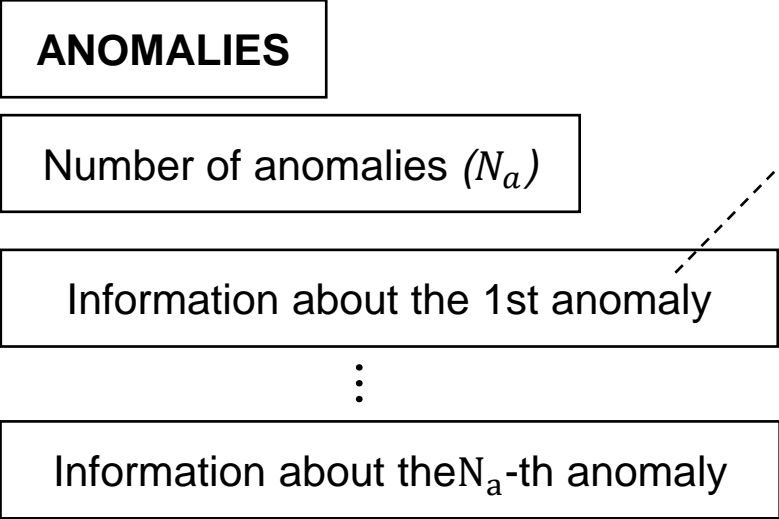 ANOMALIES
Number of anomalies (Nₐ)
Information about the 1st anomaly
⋮
Information about theNₐ-th anomaly